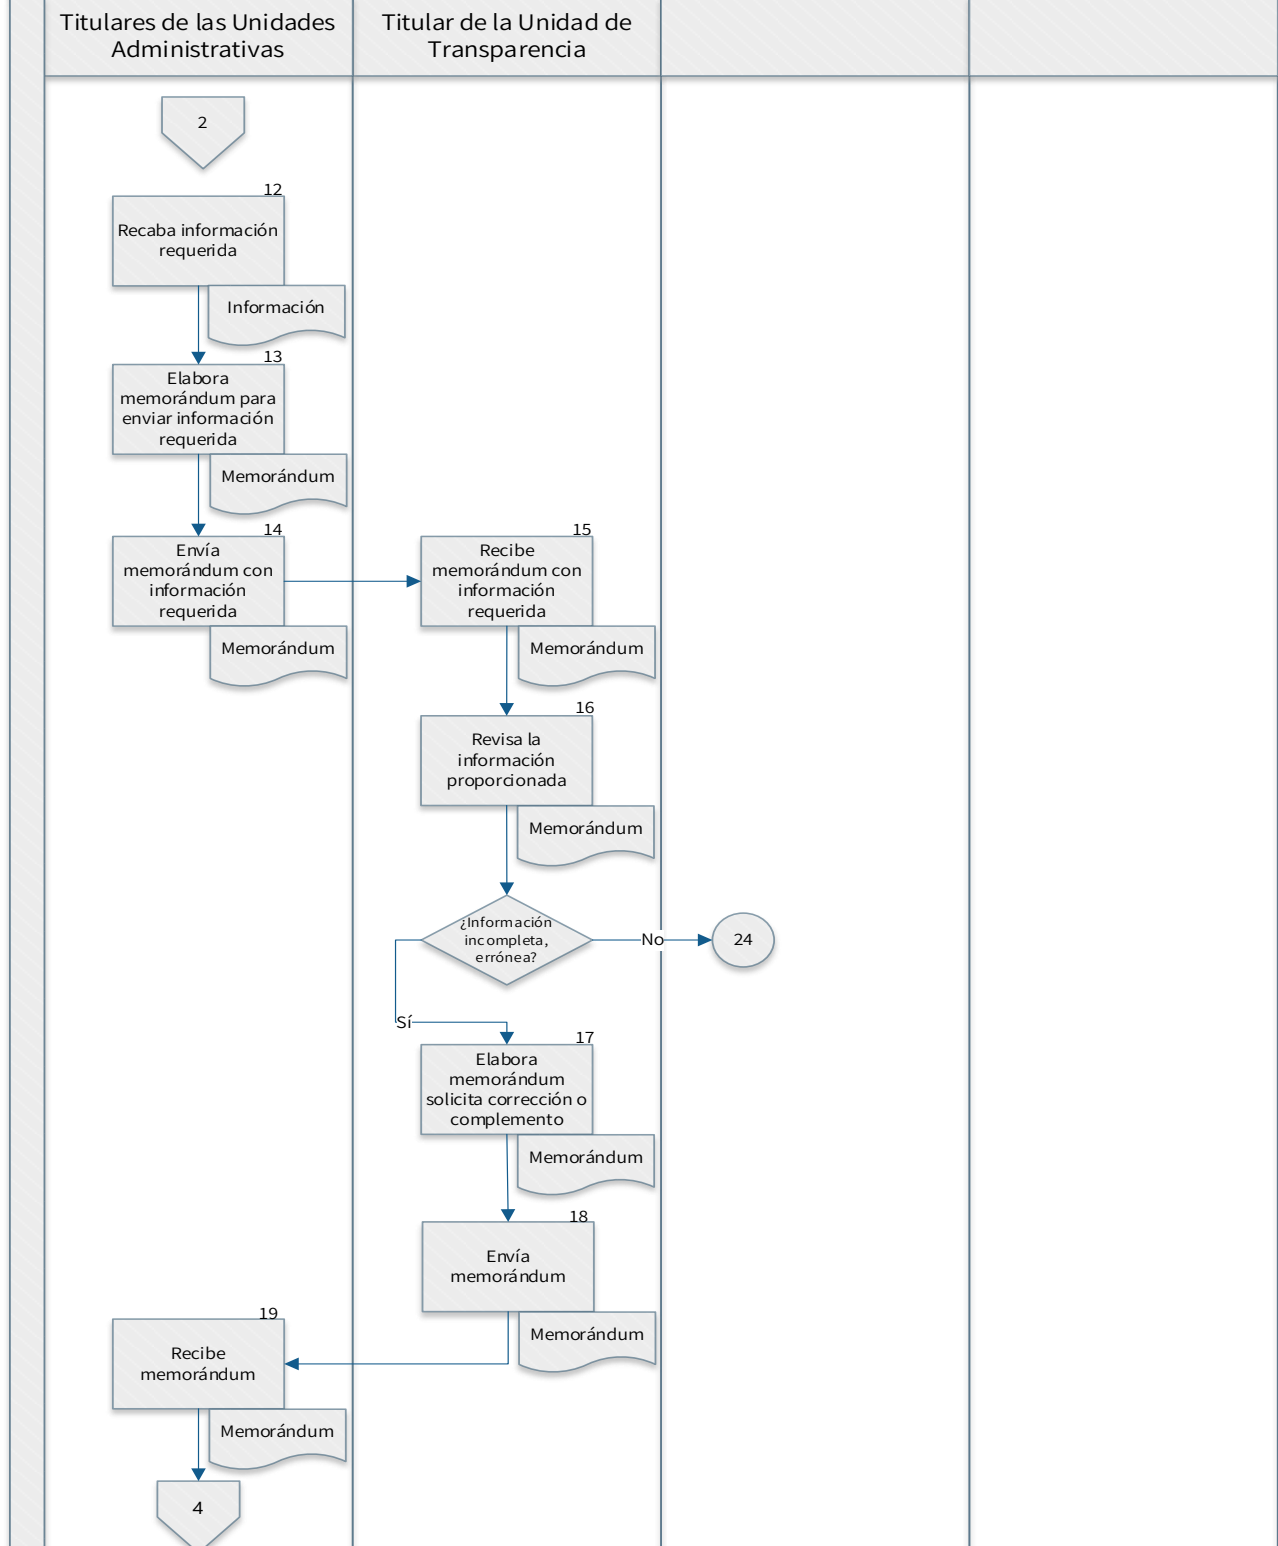 Titulares de las Unidades
Administrativas
Titular de la Unidad de
Transparencia
2
12
Recaba información
requerida
Información
13
Elabora
memorándum para
enviar información
requerida
Memorándum
14
Envía
memorándum con
información
requerida
Memorándum
15
Recibe
memorándum con
información
requerida
Memorándum
16
Revisa la
información
proporcionada
Memorándum
¿Información
incompleta,
errónea?
No
24
Sí
17
Elabora
memorándum
solicita corrección o
complemento
Memorándum
18
Envía
memorándum
Memorándum
19
Recibe
memorándum
Memorándum
4